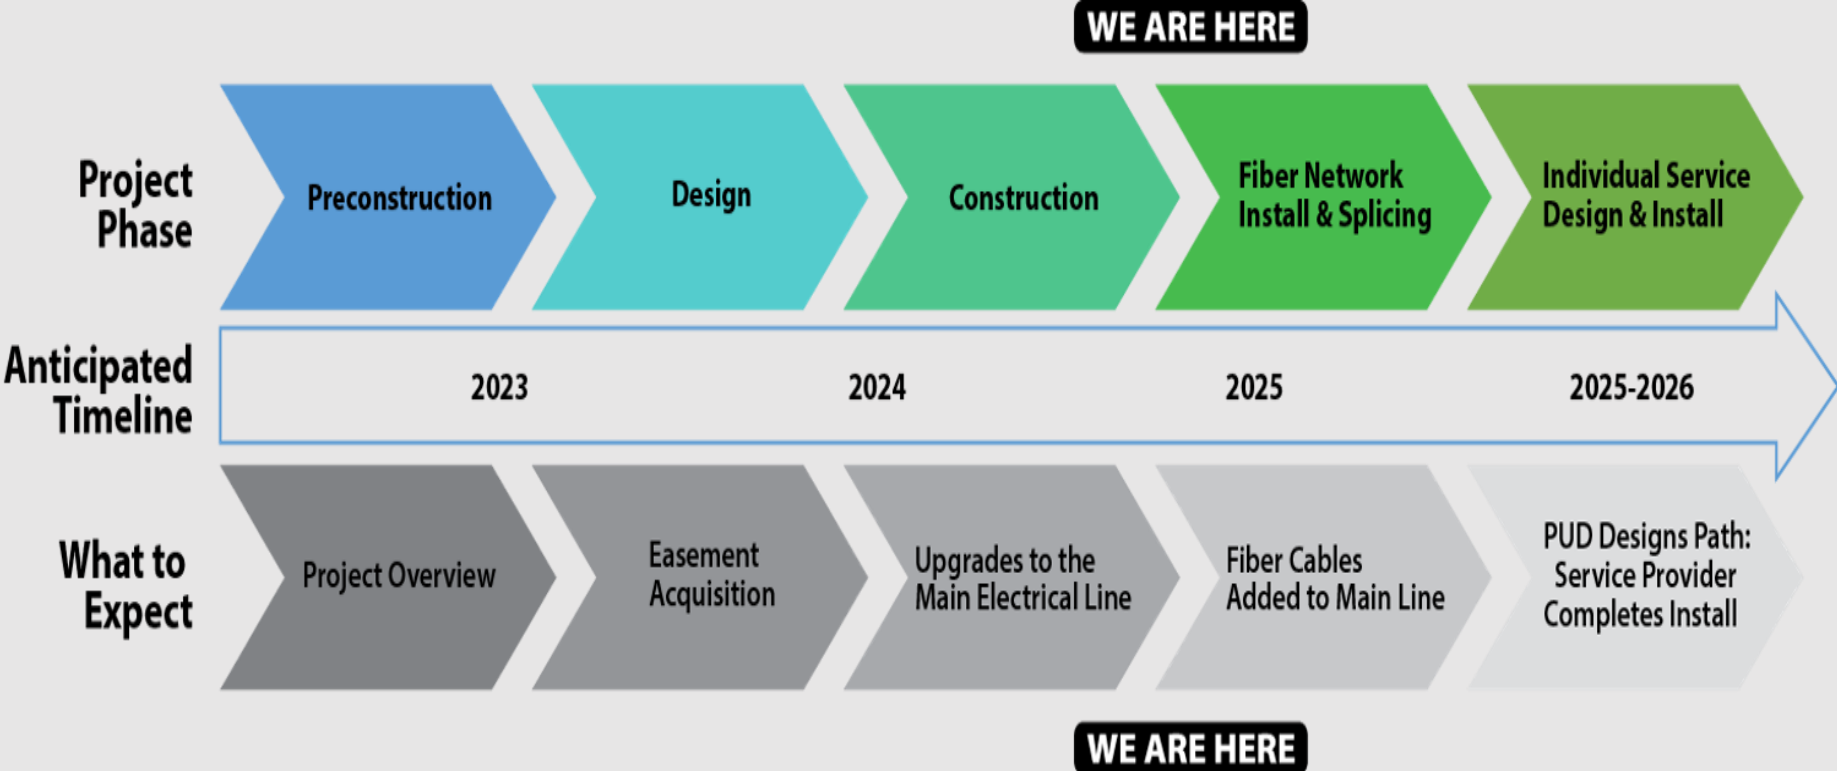 WE ARE HERE
Project
Phase
Preconstruction
Design
Construction
Fiber Network
Install & Splicing
Individual Service
Design & Install
Anticipated
Timeline
2023
2024
2025
2025-2026
What to
Expect
Project Overview
Easement
Acquisition
Upgrades to the
Main Electrical Line
Fiber Cables
Added to Main Line
PUD Designs Path:
Service Provider
Completes Install
WE ARE HERE